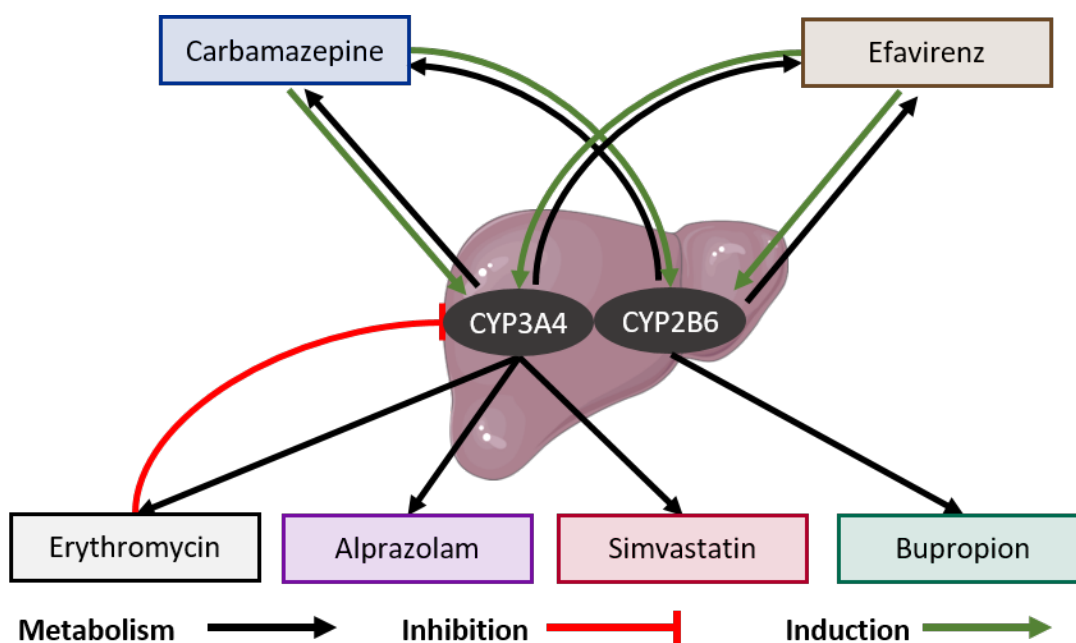 Carbamazepine
Efavirenz
CYP3A4
CYP2B6
Erythromycin
Alprazolam
Simvastatin
Bupropion
Metabolism
Inhibition
Induction